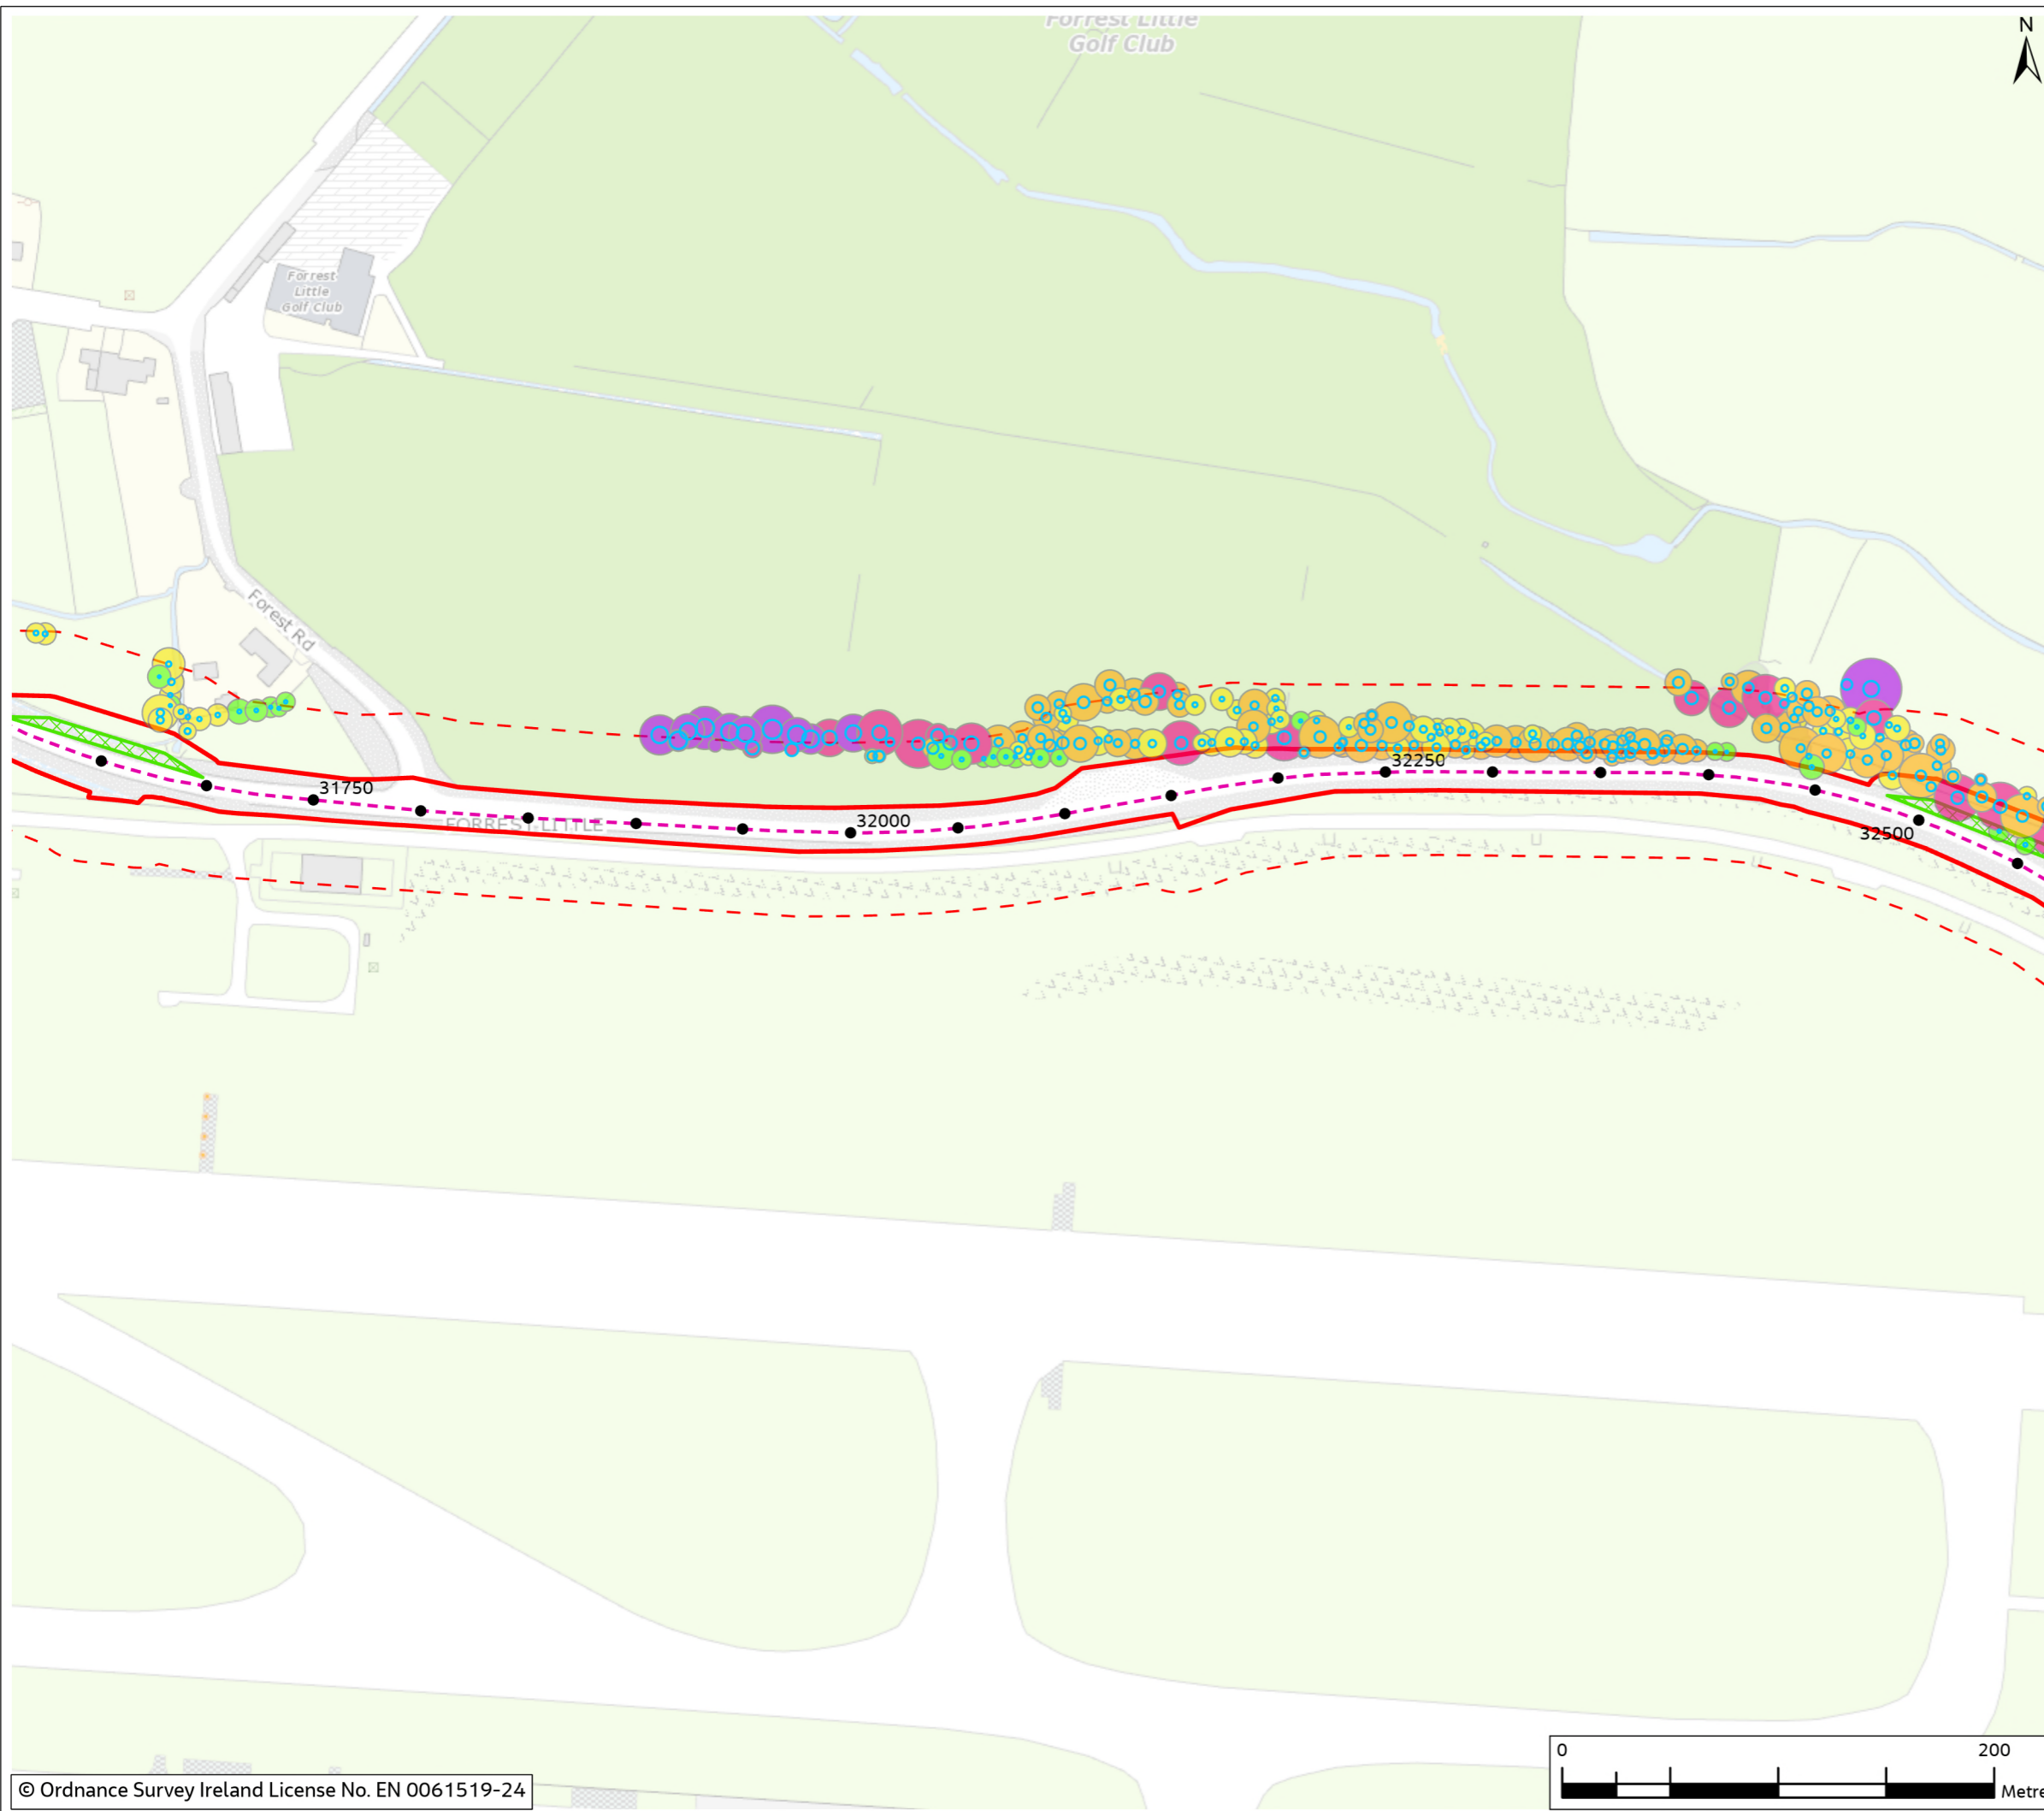 Forrest Little
Golf Club
N
Forrest
Little
Golf Club
Forest Rd
31750
FORREST LITTLE
32000
32250
32500
0 200
Metre
© Ordnance Survey Ireland License No. EN 0061519-24